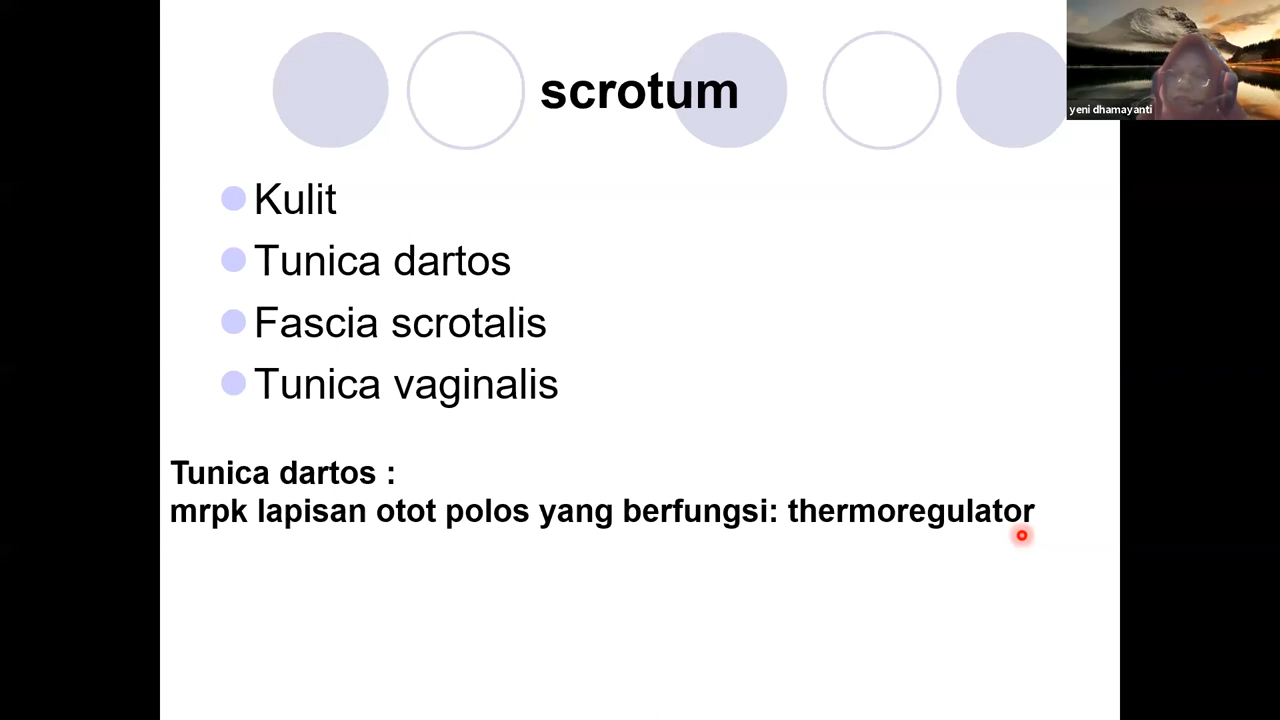 scrotum
yeni dhamayanti
Kulit
Tunica dartos
Fascia scrotalis
Tunica vaginalis
Tunica dartos :
mrpk lapisan otot polos yang berfungsi: thermoregulator